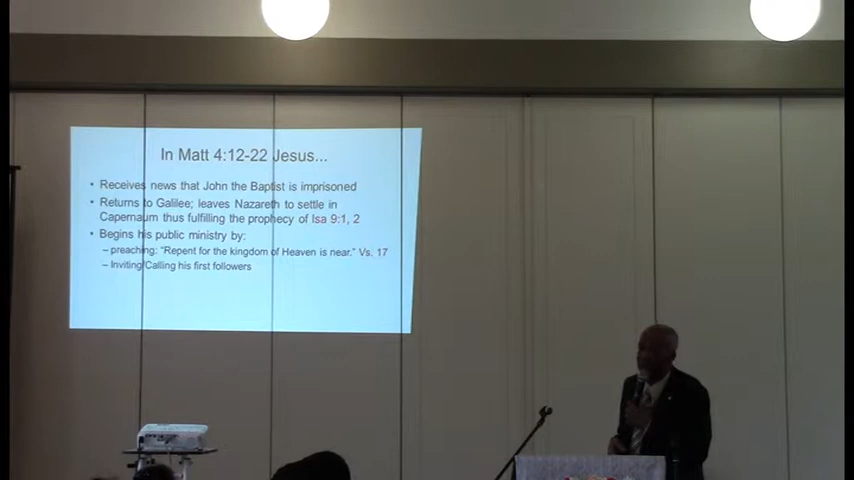 In Matt 4:12-22 Jesus...
• Receives news that John the Baptist is imprisoned
• Returns to Galilee; leaves Nazareth to settle in
Capernaum thus fulfilling the prophecy of Isa 9:1, 2
• Begins his public ministry by:
– preaching: “Repent for the kingdom of Heaven is near.” Vs. 17
– Inviting/Calling his first followers